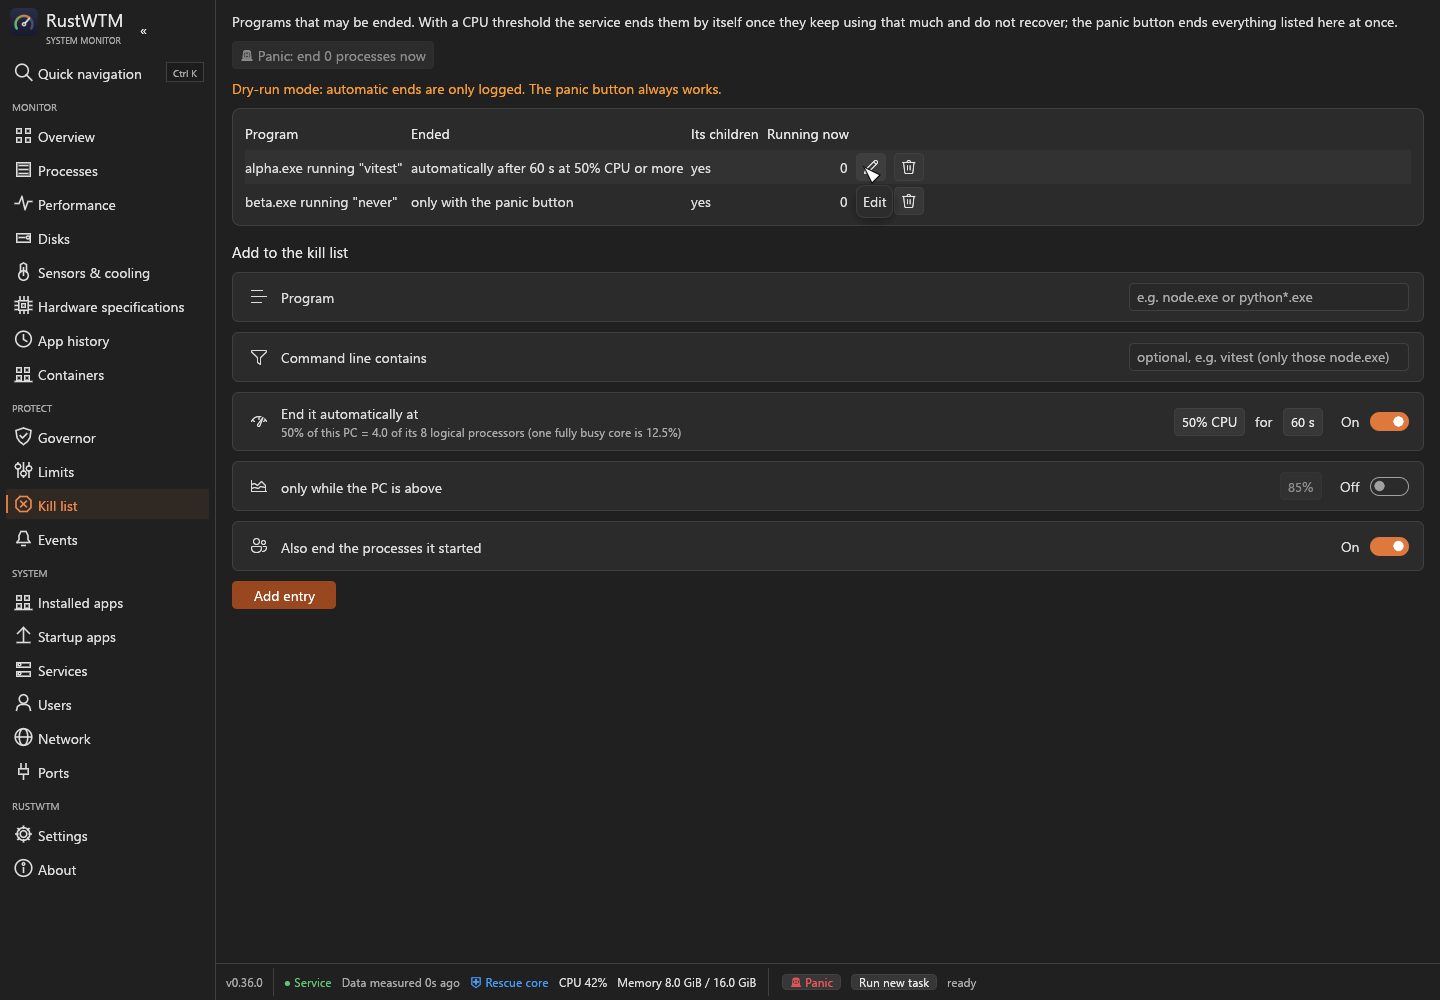 RustWTM
SYSTEM MONITOR
«
Quick navigation
Ctrl K
MONITOR
Overview
Processes
Performance
Disks
Sensors & cooling
Hardware specifications
App history
Containers
PROTECT
Governor
Limits
Kill list
Events
SYSTEM
Installed apps
Startup apps
Services
Users
Network
Ports
RUSTWTM
Settings
About
Programs that may be ended. With a CPU threshold the service ends them by itself once they keep using that much and do not recover; the panic button ends everything listed here at once.
Panic: end 0 processes now
Dry-run mode: automatic ends are only logged. The panic button always works.
Program Ended Its children Running now
alpha.exe running "vitest" automatically after 60 s at 50% CPU or more yes 0
beta.exe running "never" only with the panic button yes 0 Edit
Add to the kill list
Program e.g. node.exe or python*.exe
Command line contains optional, e.g. vitest (only those node.exe)
End it automatically at
50% of this PC = 4.0 of its 8 logical processors (one fully busy core is 12.5%)
50% CPU for 60 s On
only while the PC is above 85% Off
Also end the processes it started On
Add entry
v0.36.0 Service Data measured 0s ago Rescue core CPU 42% Memory 8.0 GiB / 16.0 GiB Panic Run new task ready